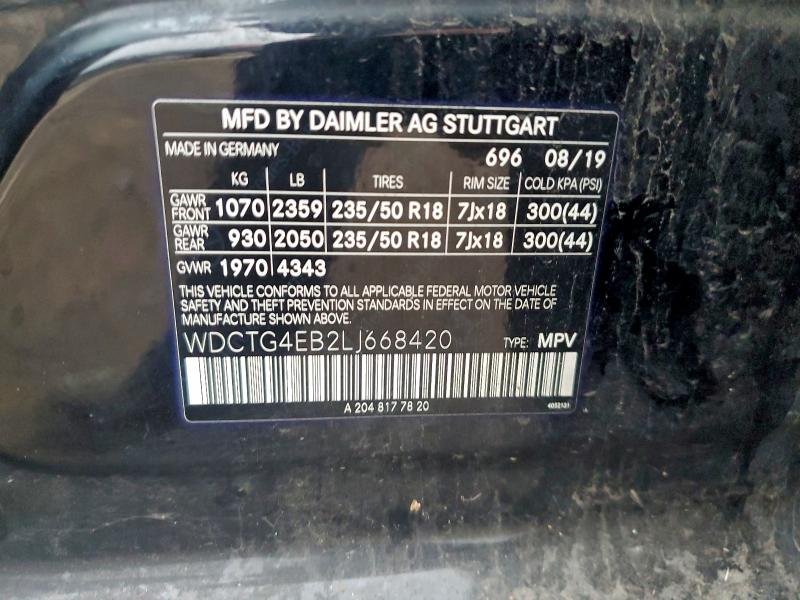 MFD BY DAIMLER AG STUTTGART
MADE IN GERMANY 696 08/19
KG LB TIRES RIM SIZE COLD KPA (PSI)
GAWR FRONT 1070 2359 235/50 R18 7Jx18 300(44)
GAWR REAR 930 2050 235/50 R18 7Jx18 300(44)
GVWR 1970 4343
THIS VEHICLE CONFORMS TO ALL APPLICABLE FEDERAL MOTOR VEHICLE
SAFETY AND THEFT PREVENTION STANDARDS IN EFFECT ON THE DATE OF
MANUFACTURE SHOWN ABOVE.
WDCTG4EB2LJ668420 TYPE: MPV
A 204 817 78 20